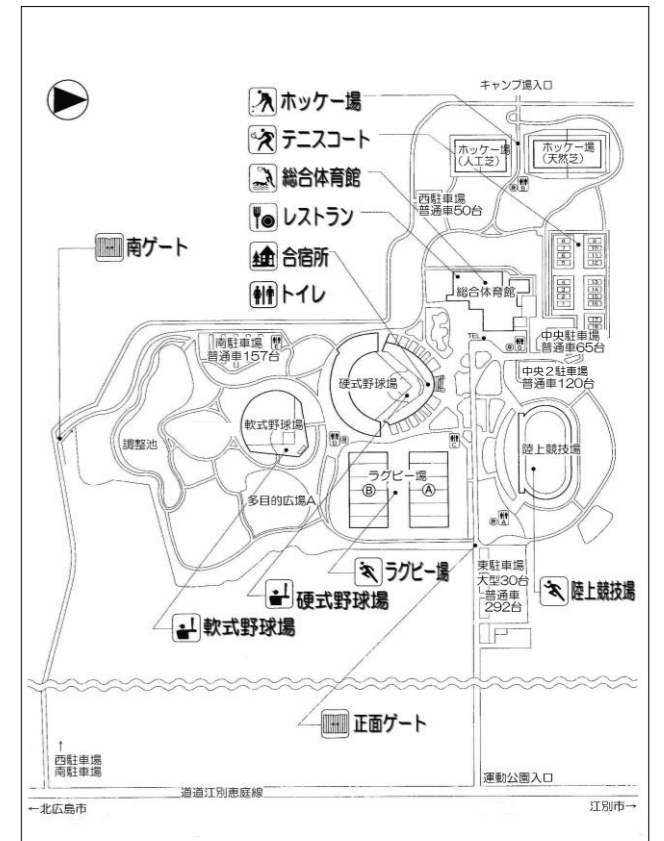 キャンプ場入口
ホッケー場
テニスコート
総合体育館
レストラン
合宿所
トイレ
ホッケー場
(人工芝)
ホッケー場
(天然芝)
西駐車場
普通車50台
南ゲート
総合体育館
TEL
中央駐車場
普通車65台
南駐車場
普通車157台
中央2駐車場
普通車120台
硬式野球場
軟式野球場
調整池
陸上競技場
ラグビー場
B
A
多目的広場A
ラグビー場
東駐車場
大型30台
普通車
292台
陸上競技場
硬式野球場
軟式野球場
正面ゲート
↑
西駐車場
南駐車場
運動公園入口
道道江別恵庭線
←北広島市
江別市→